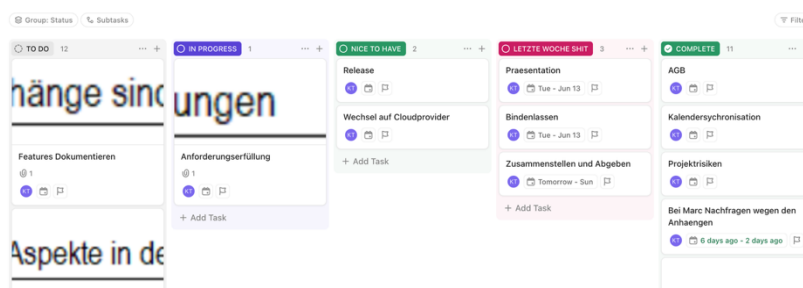 Group: Status Subtasks
Filt
TO DO 12
hänge sind
Features Dokumentieren
1
KT
Aspekte in de
IN PROGRESS 1
ungen
Anforderungserfüllung
1
KT
+ Add Task
NICE TO HAVE 2
Release
KT
Wechsel auf Cloudprovider
KT
+ Add Task
LETZTE WOCHE SHIT 3
Praesentation
KT Tue - Jun 13
Bindenlassen
KT Tue - Jun 13
Zusammenstellen und Abgeben
KT Tomorrow - Sun
+ Add Task
COMPLETE 11
AGB
KT
Kalendersychronisation
KT
Projektrisiken
KT
Bei Marc Nachfragen wegen den
Anhaengen
KT 6 days ago - 2 days ago